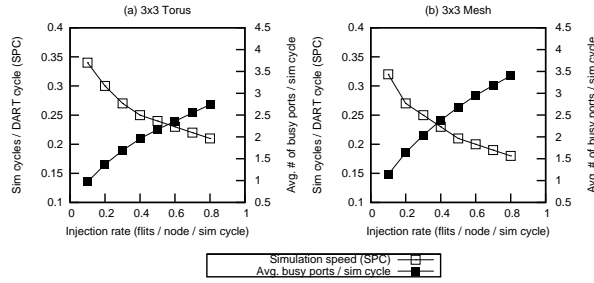 (a) 3x3 Torus
Sim cycles / DART cycle (SPC)
0.4
0.35
0.3
0.25
0.2
0.15
0.1
4.5
4
3.5
3
2.5
2
1.5
1
0.5
Avg. # of busy ports / sim cycle
0 0.2 0.4 0.6 0.8 1
Injection rate (flits / node / sim cycle)
(b) 3x3 Mesh
Sim cycles / DART cycle (SPC)
0.4
0.35
0.3
0.25
0.2
0.15
0.1
4.5
4
3.5
3
2.5
2
1.5
1
0.5
Avg. # of busy ports / sim cycle
0 0.2 0.4 0.6 0.8 1
Injection rate (flits / node / sim cycle)
Simulation speed (SPC)
Avg. busy ports / sim cycle